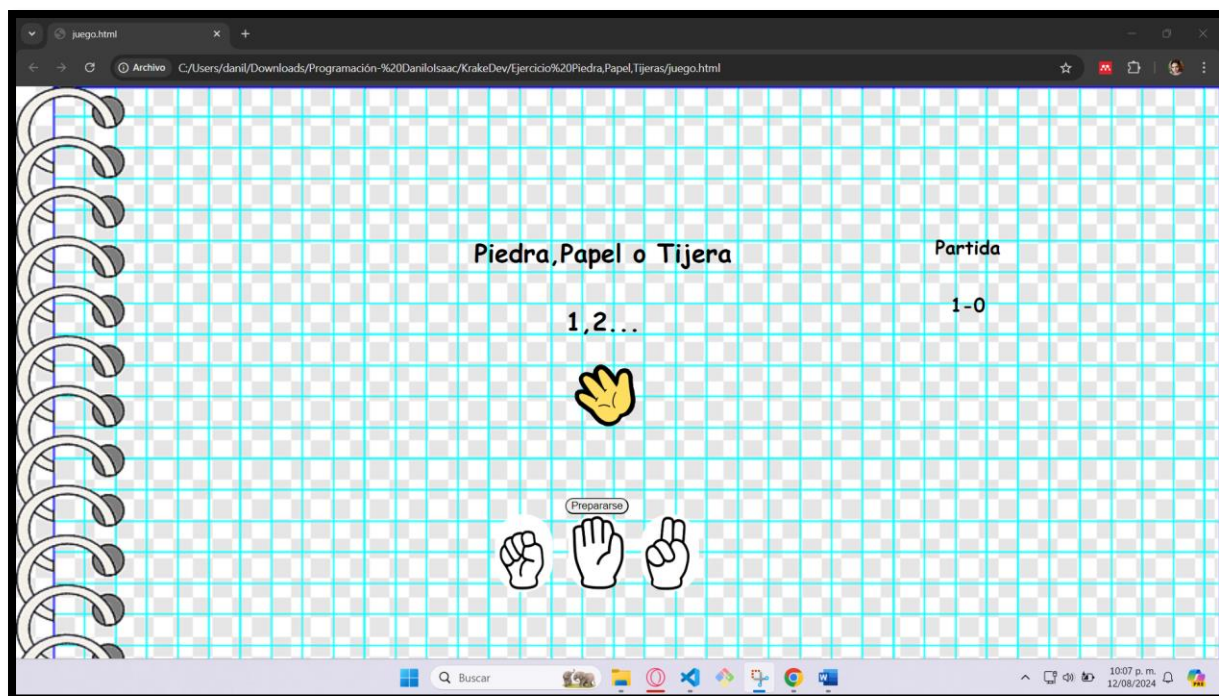 juego.html
Archivo C:/Users/danil/Downloads/Programación-%20DaniloIsaac/KrakeDev/Ejercicio%20Piedra,Papel,Tijeras/juego.html
Piedra,Papel o Tijera
Partida
1,2...
1-0
Prepararse
Buscar
10:07 p. m.
12/08/2024
PRE